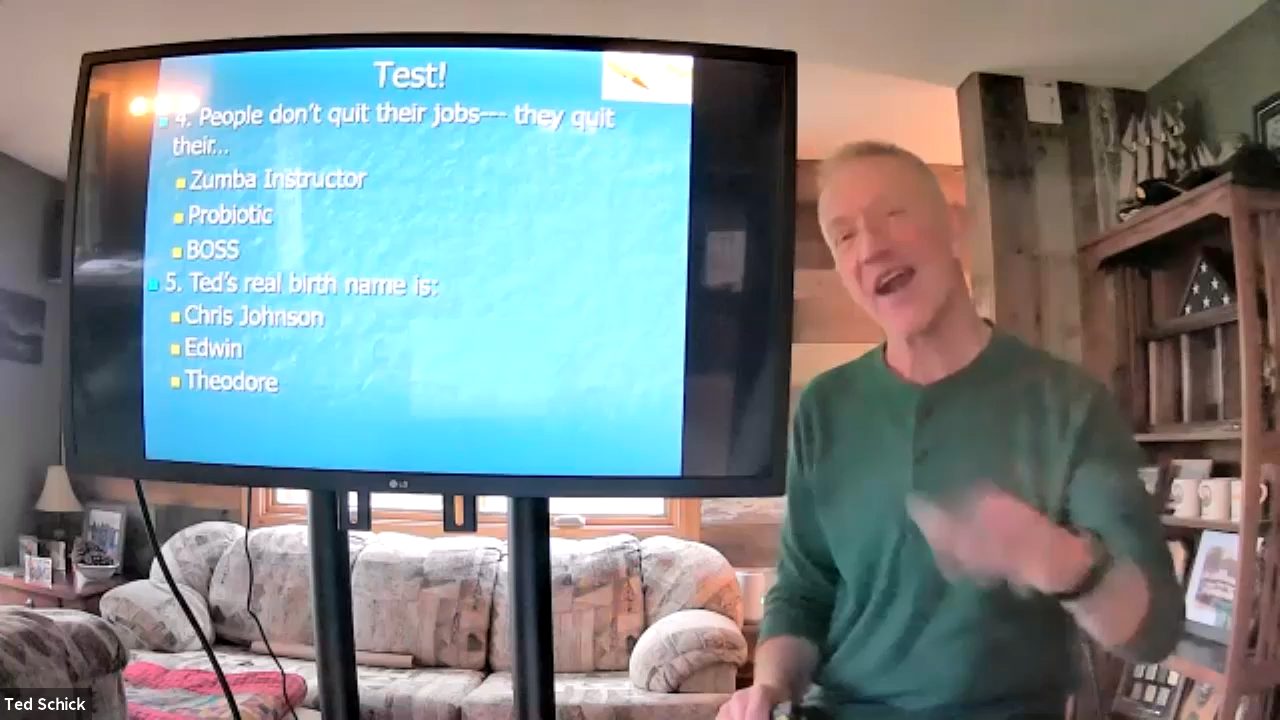 Test!
4. People don't quit their jobs--- they quit
their...
Zumba Instructor
Probiotic
BOSS
5. Ted's real birth name is:
Chris Johnson
Edwin
Theodore
LG
Ted Schick